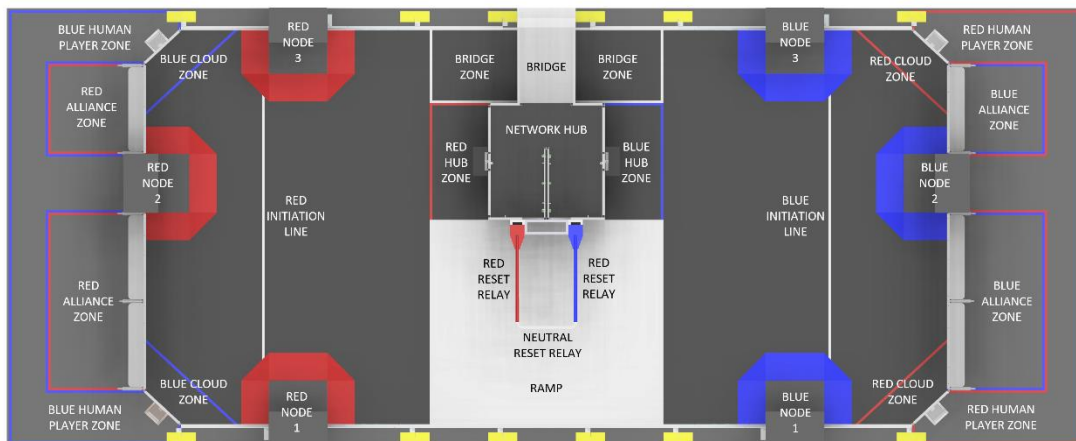 BLUE HUMAN
PLAYER ZONE
BLUE CLOUD
ZONE
RED
NODE
3
BRIDGE
ZONE
BRIDGE
BRIDGE
ZONE
BLUE
NODE
3
RED CLOUD
ZONE
RED HUMAN
PLAYER ZONE
RED
ALLIANCE
ZONE
RED
NODE
2
RED
INITIATION
LINE
RED
HUB
ZONE
NETWORK HUB
BLUE
HUB
ZONE
BLUE
INITIATION
LINE
BLUE NODE
2
BLUE
ALLIANCE
ZONE
RED
ALLIANCE
ZONE
RED
RESET
RELAY
RED
RESET
RELAY
NEUTRAL
RESET RELAY
RAMP
BLUE
ALLIANCE
ZONE
BLUE HUMAN
PLAYER ZONE
BLUE CLOUD
ZONE
RED
NODE
1
BLUE
NODE
1
RED CLOUD
ZONE
RED HUMAN
PLAYER ZONE